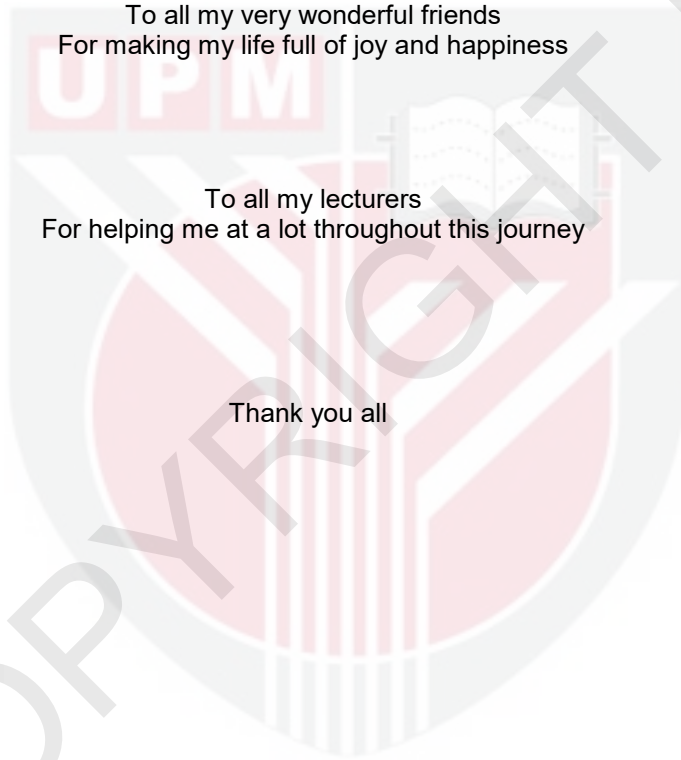 To all my very wonderful friends
For making my life full of joy and happiness
UPM
To all my lecturers
For helping me at a lot throughout this journey
Thank you all
COPYRIGHT